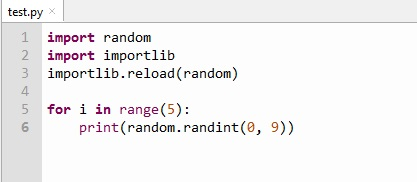 test.py ×
1 import random
2 import importlib
3 importlib.reload(random)
4
5 for i in range(5):
6     print(random.randint(0, 9))